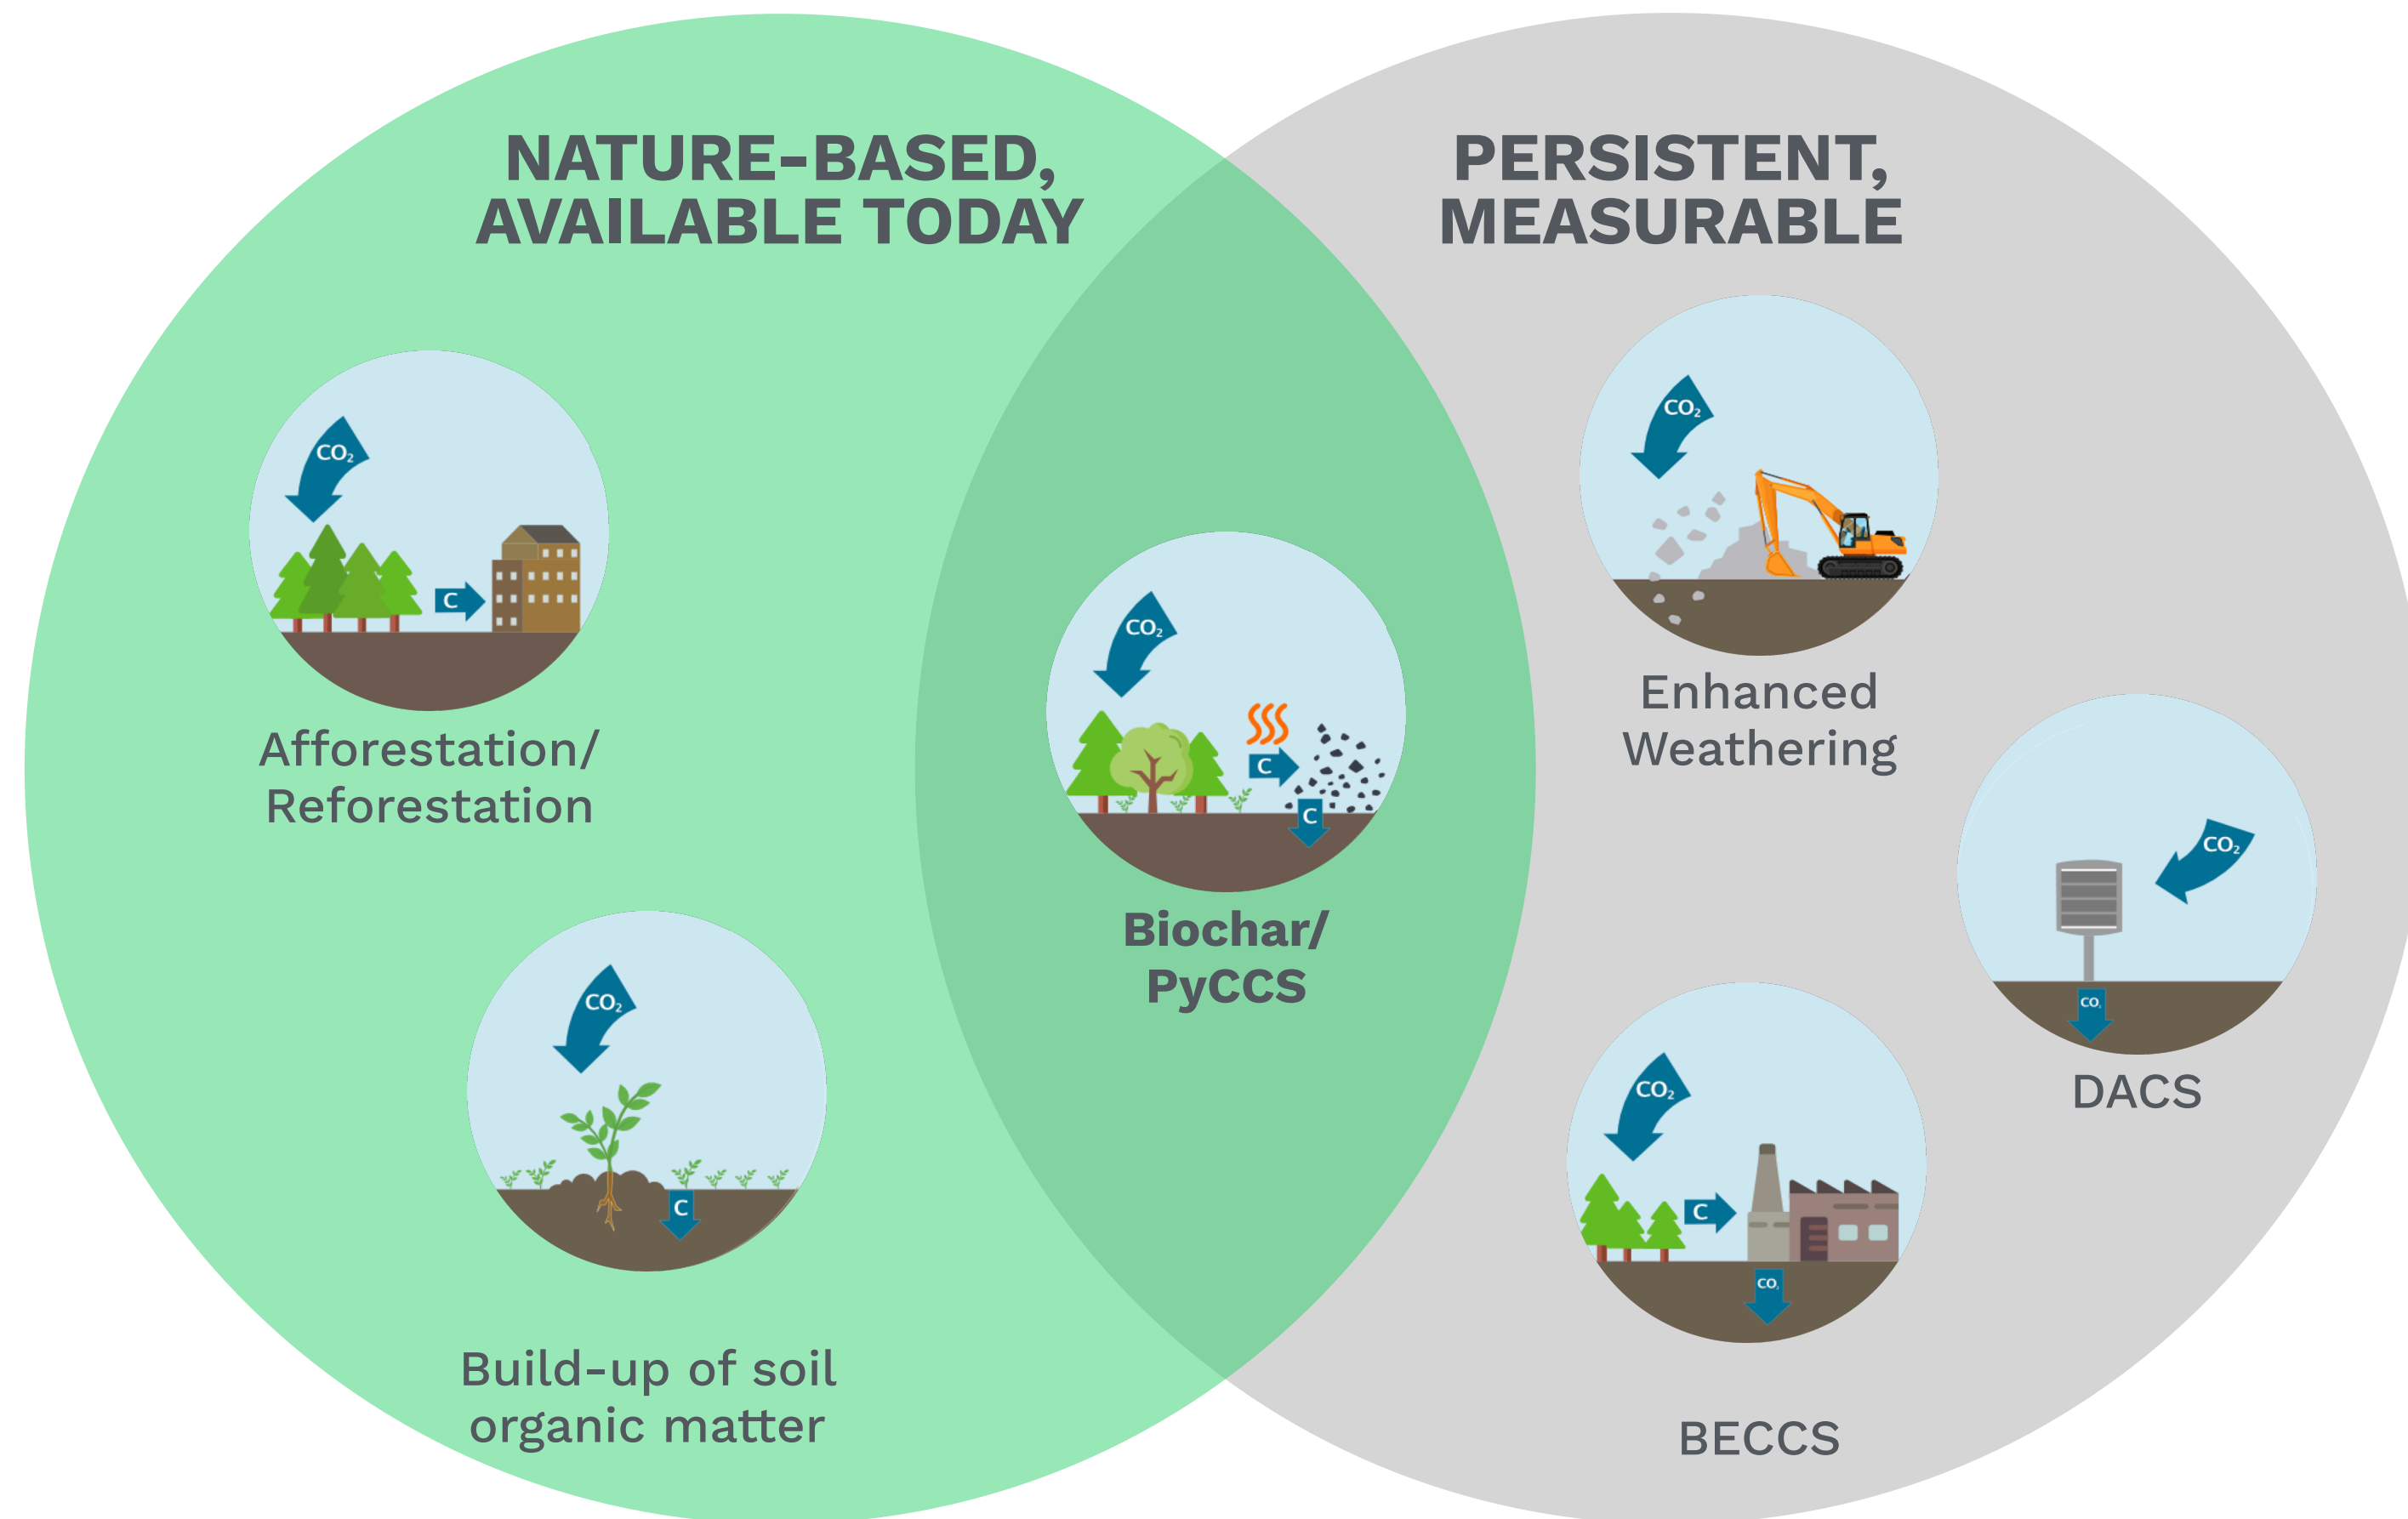 NATURE-BASED,
AVAILABLE TODAY
PERSISTENT,
MEASURABLE
CO₂
C
Afforestation/
Reforestation
CO₂
C
Build-up of soil
organic matter
CO₂
C
C
Biochar/
PyCCS
CO₂
Enhanced
Weathering
CO₂
CO₂
DACS
CO₂
C
CO₂
BECCS